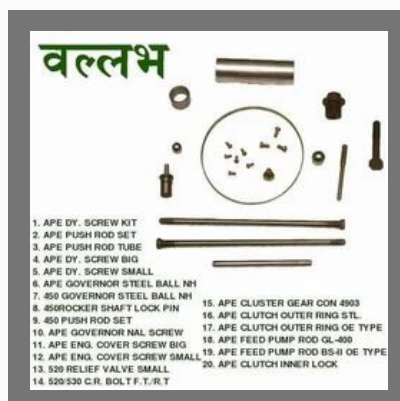 वल्लभ
1. APE DY. SCREW KIT
2. APE PUSH ROD SET
3. APE PUSH ROD TUBE
4. APE DY. SCREW BIG
5. APE DY. SCREW SMALL
6. APE GOVERNOR STEEL BALL NH
7. 450 GOVERNOR STEEL BALL NH
8. 450ROCKER SHAFT LOCK PIN
9. 450 PUSH ROD SET
10. APE GOVERNOR NAL SCREW
11. APE ENG. COVER SCREW BIG
12. APE ENG. COVER SCREW SMALL
13. 520 RELIEF VALVE SMALL
14. 520/530 C.R. BOLT F.T./R.T
15. APE CLUSTER GEAR CON 4903
16. APE CLUTCH OUTER RING STL.
17. APE CLUTCH OUTER RING OE TYPE
18. APE FEED PUMP ROD GL-400
19. APE FEED PUMP ROD BS-II OE TYPE
20. APE CLUTCH INNER LOCK